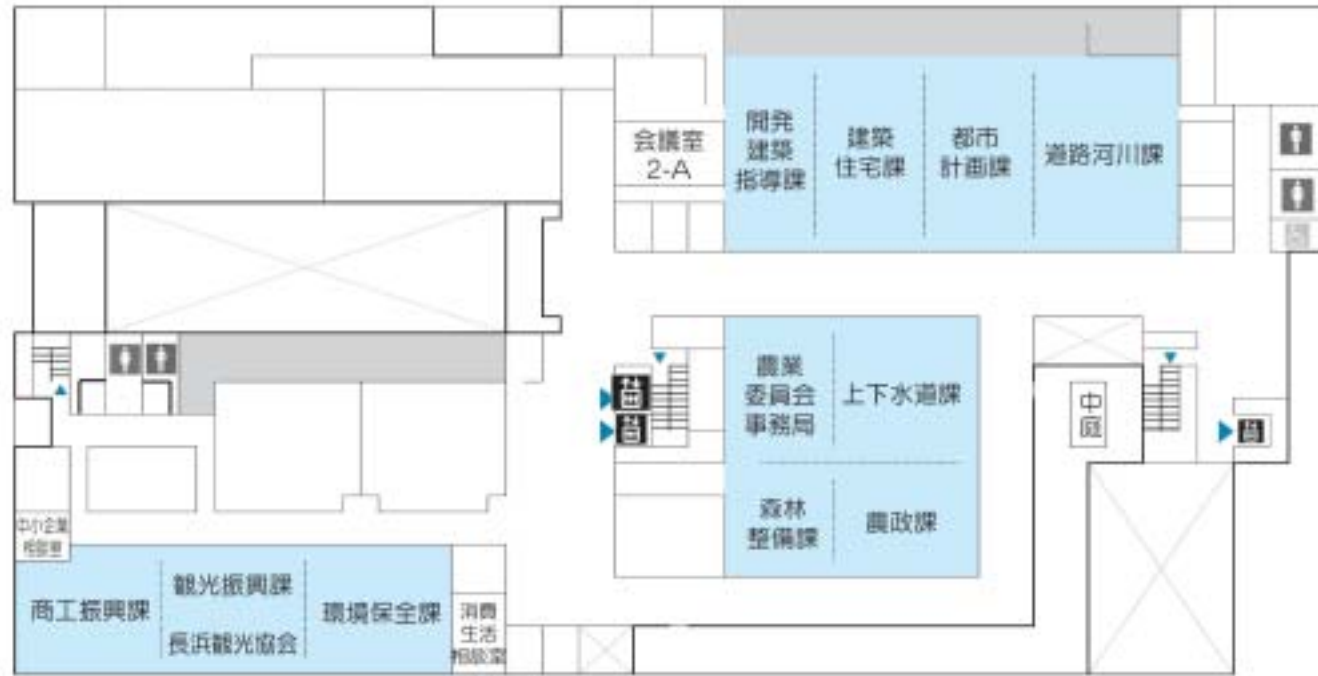 会議室
2-A
開発
建築
指導課
建築
住宅課
都市
計画課
道路河川課
農業
委員会
事務局
上下水道課
森林
整備課
農政課
中庭
中小企業
相談室
商工振興課
観光振興課
長浜観光協会
環境保全課
消費
生活
相談室